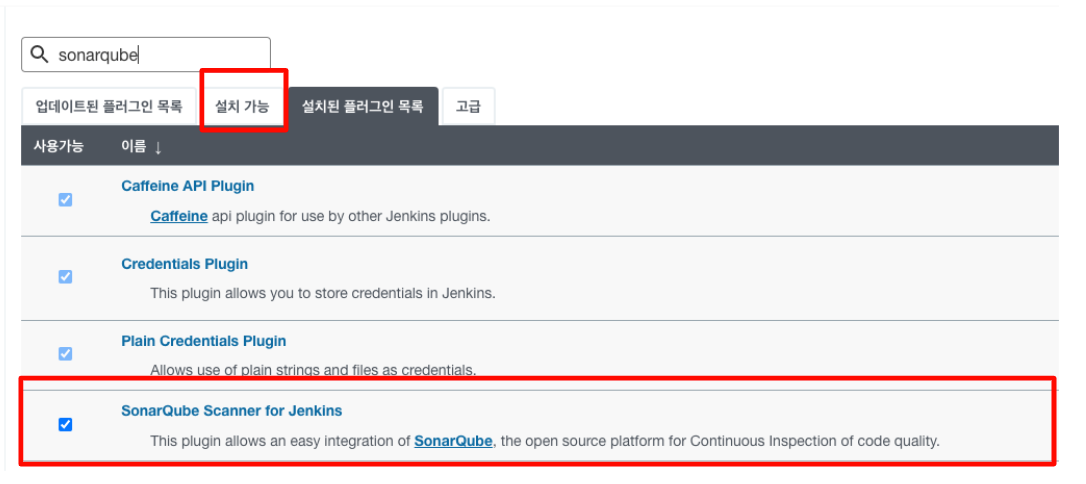 sonarqube
업데이트된 플러그인 목록 설치 가능 설치된 플러그인 목록 고급
사용가능 이름 ↓
Caffeine API Plugin
Caffeine api plugin for use by other Jenkins plugins.
Credentials Plugin
This plugin allows you to store credentials in Jenkins.
Plain Credentials Plugin
Allows use of plain strings and files as credentials.
SonarQube Scanner for Jenkins
This plugin allows an easy integration of SonarQube, the open source platform for Continuous Inspection of code quality.